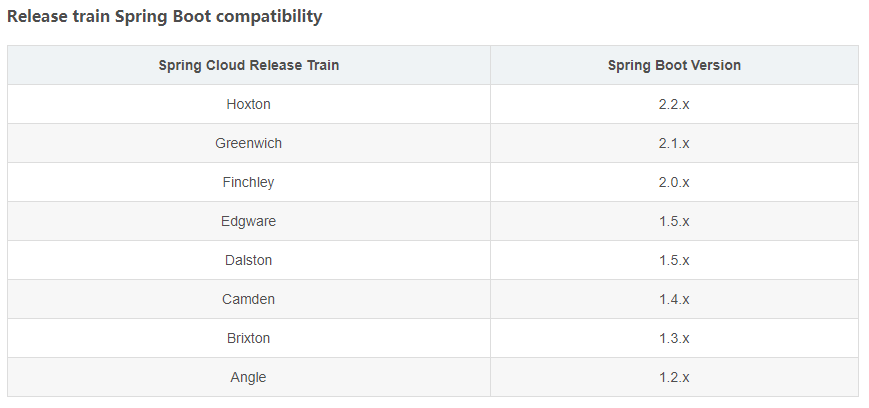 Release train Spring Boot compatibility
Spring Cloud Release Train Spring Boot Version
Hoxton 2.2.x
Greenwich 2.1.x
Finchley 2.0.x
Edgware 1.5.x
Dalston 1.5.x
Camden 1.4.x
Brixton 1.3.x
Angle 1.2.x